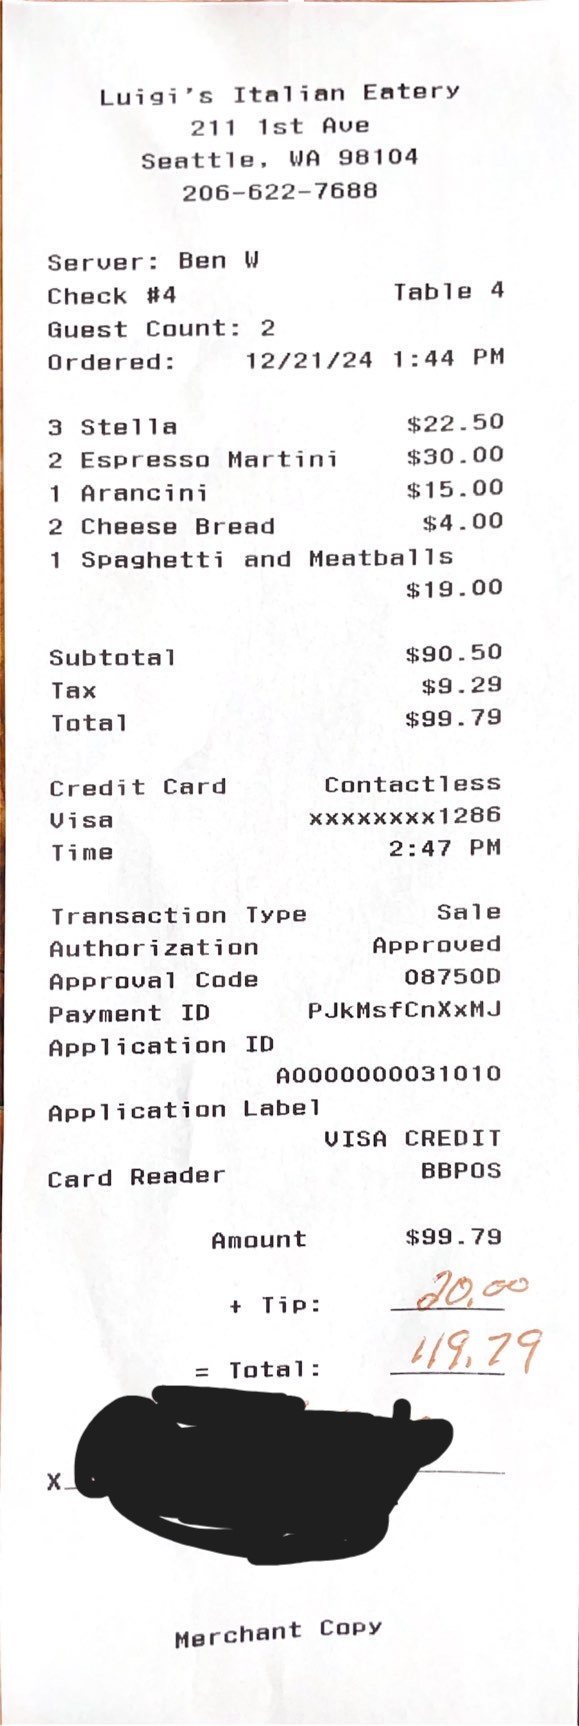 Luigi's Italian Eatery
211 1st Ave
Seattle, WA 98104
206-622-7688
Server: Ben W
Check #4 Table 4
Guest Count: 2
Ordered: 12/21/24 1:44 PM
3 Stella $22.50
2 Espresso Martini $30.00
1 Arancini $15.00
2 Cheese Bread $4.00
1 Spaghetti and Meatballs
$19.00
Subtotal $90.50
Tax $9.29
Total $99.79
Credit Card Contactless
Visa xxxxxxxx1286
Time 2:47 PM
Transaction Type Sale
Authorization Approved
Approval Code 08750D
Payment ID PJkMsfCnXxMJ
Application ID
A0000000031010
Application Label
VISA CREDIT
Card Reader BBPOS
Amount $99.79
+ Tip: 20.00
= Total: 119.79
X
Merchant Copy